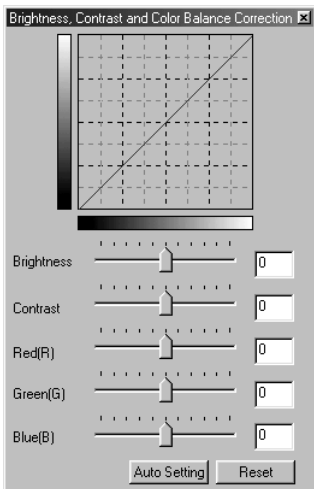 Brightness, Contrast and Color Balance Correction
Brightness 0
Contrast 0
Red(R) 0
Green(G) 0
Blue(B) 0
Auto Setting Reset